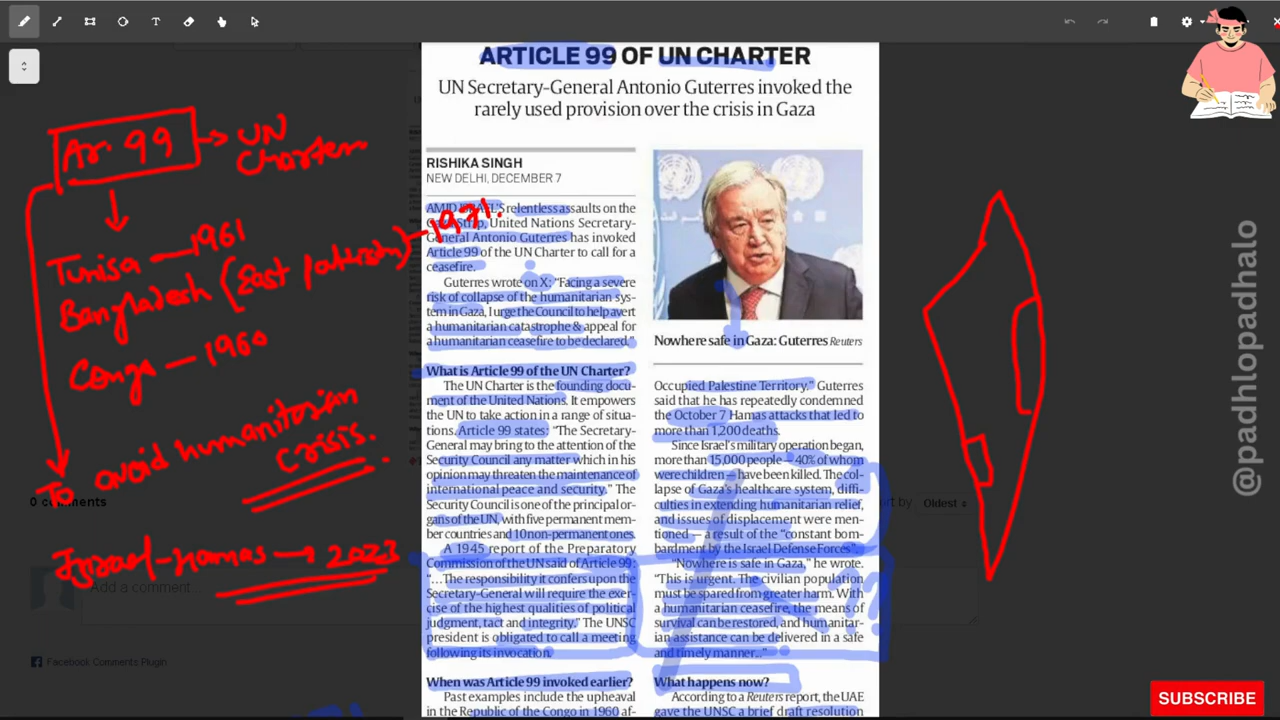 ARTICLE 99 OF UN CHARTER
UN Secretary-General Antonio Guterres invoked the
rarely used provision over the crisis in Gaza
RISHIKA SINGH
NEW DELHI, DECEMBER 7
AMID ISRAEL'S relentless assaults on the
Gaza Strip, United Nations Secretary-
General Antonio Guterres has invoked
Article 99 of the UN Charter to call for a
ceasefire.
Guterres wrote on X: "Facing a severe
risk of collapse of the humanitarian sys-
tem in Gaza, I urge the Council to help avert
a humanitarian catastrophe & appeal for
a humanitarian ceasefire to be declared."
What is Article 99 of the UN Charter?
The UN Charter is the founding docu-
ment of the United Nations. It empowers
the UN to take action in a range of situa-
tions. Article 99 states: "The Secretary-
General may bring to the attention of the
Security Council any matter which in his
opinion may threaten the maintenance of
international peace and security." The
Security Council is one of the principal or-
gans of the UN, with five permanent mem-
ber countries and 10 non-permanent ones.
A 1945 report of the Preparatory
Commission of the UN said of Article 99:
"...The responsibility it confers upon the
Secretary-General will require the exer-
cise of the highest qualities of political
judgment, tact and integrity." The UNSC
president is obligated to call a meeting
following its invocation.
When was Article 99 invoked earlier?
Past examples include the upheaval
in the Republic of the Congo in 1960 af-
Nowhere safe in Gaza: Guterres Reuters
Occupied Palestine Territory." Guterres
said that he has repeatedly condemned
the October 7 Hamas attacks that led to
more than 1,200 deaths.
Since Israel's military operation began,
more than 15,000 people — 40% of whom
were children — have been killed. The col-
lapse of Gaza's healthcare system, diffi-
culties in extending humanitarian relief,
and issues of displacement were men-
tioned — a result of the "constant bom-
bardment by the Israel Defense Forces".
"Nowhere is safe in Gaza," he wrote.
"This is urgent. The civilian population
must be spared from greater harm. With
a humanitarian ceasefire, the means of
survival can be restored, and humanitar-
ian assistance can be delivered in a safe
and timely manner..."
What happens now?
According to a Reuters report, the UAE
gave the UNSC a brief draft resolution
Ar. 99 → UN
Charter
Tunisa — 1961
Bangladesh (East pakistan) — 1971.
Congo — 1960
To avoid humanitarian
crisis.
Israel-Hamas → 2023
0 comments
Oldest
Add a comment...
Facebook Comments Plugin
@padhlopadhalo
SUBSCRIBE